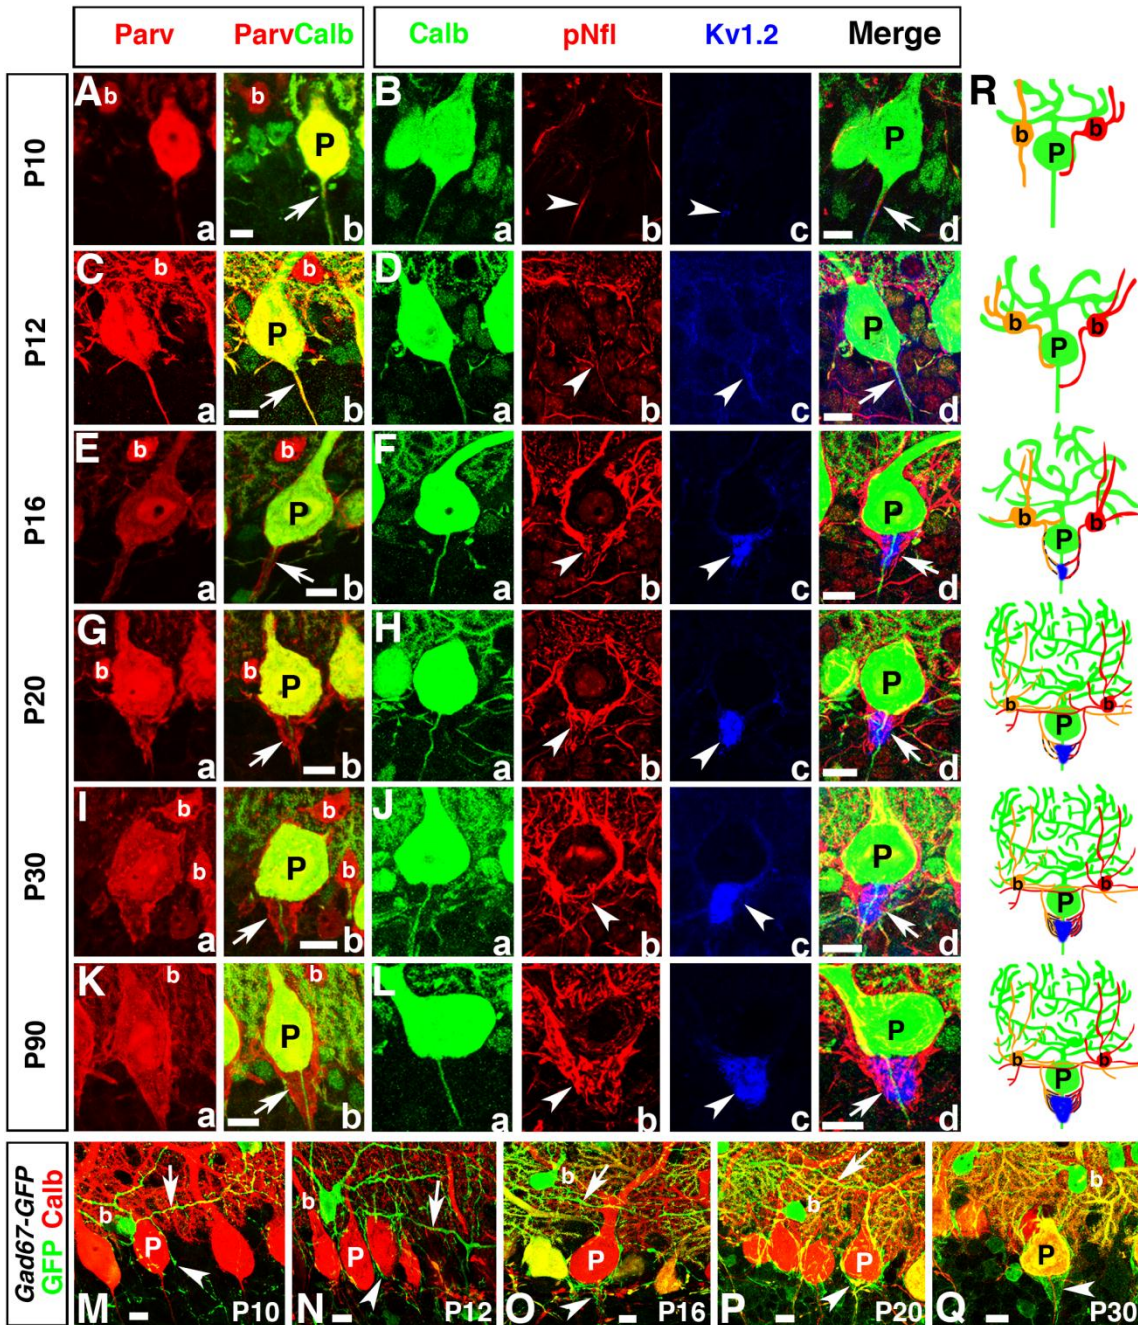 Parv ParvCalb Calb pNfl Kv1.2 Merge
P10 A b a b P b B a b c d R b P b
P12 C b a b P b D a b c P d b P b
P16 E b a b P b F a b c P d b P b
P20 G b a b P b H a b c P d b P b
P30 I b b a b P b b J a b c P d b P b
P90 K b a b P b L a b c P d b P b
Gad67-GFP
GFP Calb
M b P P10 N b P P12 O b P P16 P b P P20 Q b P P30